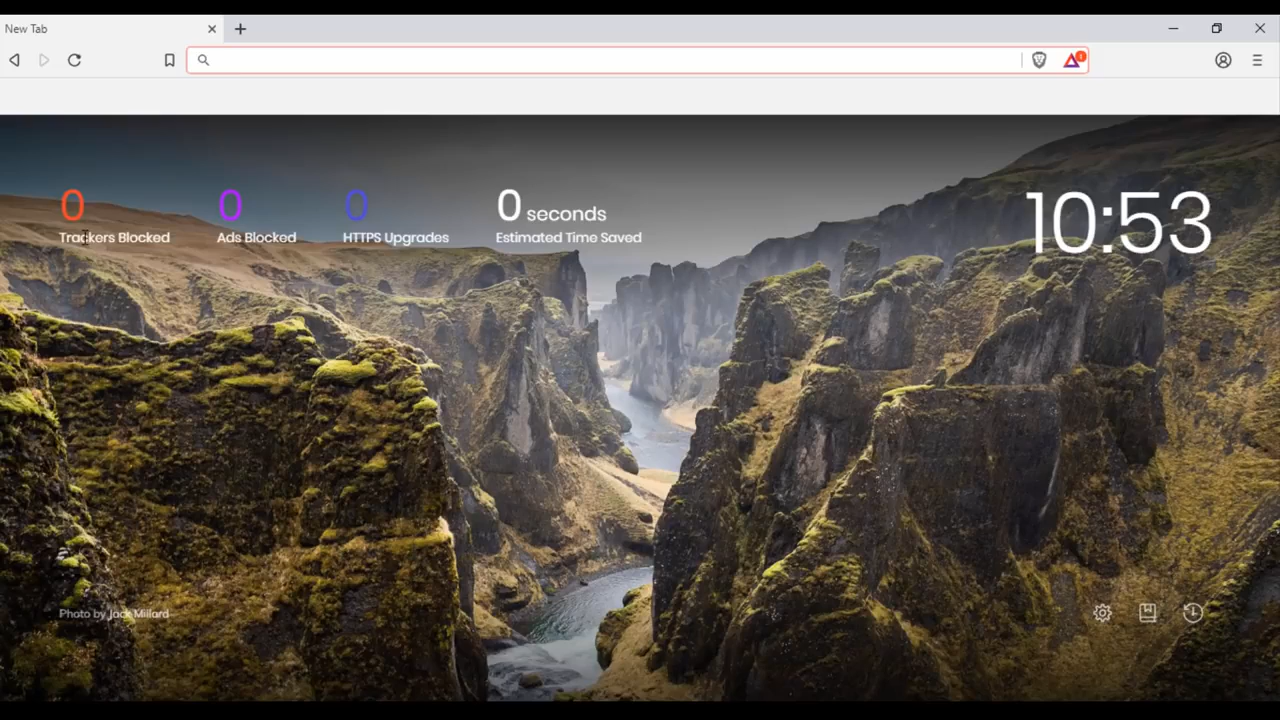 New Tab
0
Trackers Blocked
0
Ads Blocked
0
HTTPS Upgrades
0 seconds
Estimated Time Saved
10:53
Photo by Jack Millard
1